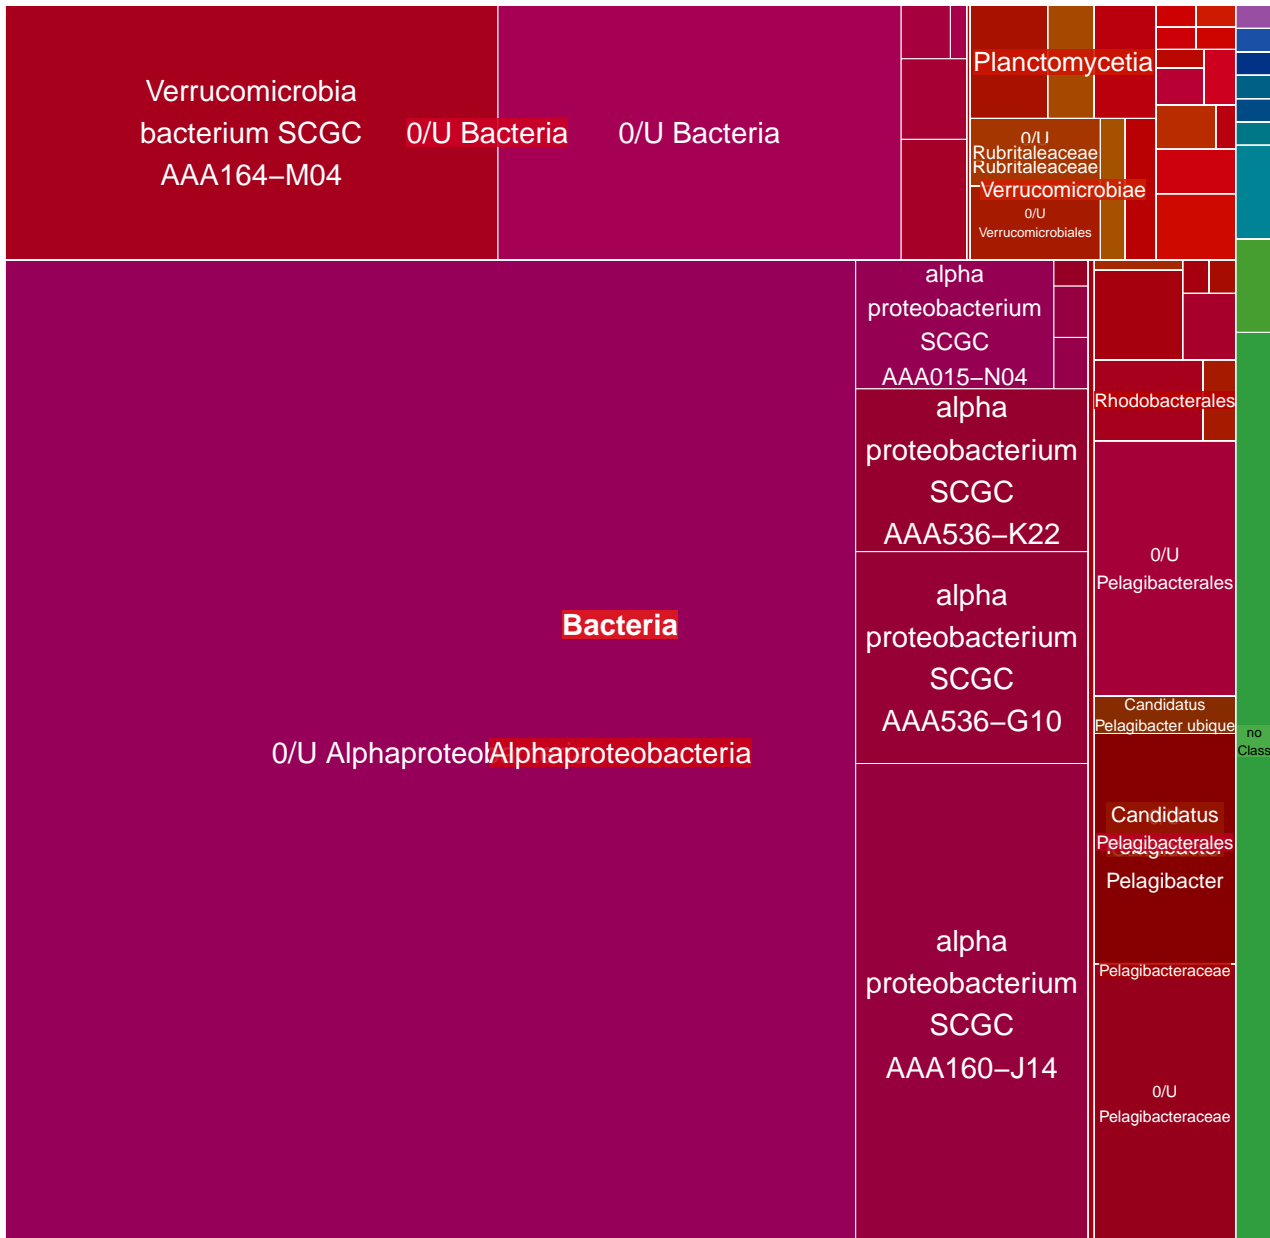 Verrucomicrobia
bacterium SCGC
AAA164−M04
0/U Bacteria
0/U Bacteria
Planctomycetia
0/U
Rubritaleaceae
Rubritaleaceae
Verrucomicrobiae
0/U
Verrucomicrobiales
alpha
proteobacterium
SCGC
AAA015−N04
alpha
proteobacterium
SCGC
AAA536−K22
alpha
proteobacterium
SCGC
AAA536−G10
alpha
proteobacterium
SCGC
AAA160−J14
Bacteria
0/U Alphaproteob
Alphaproteobacteria
Rhodobacterales
0/U
Pelagibacterales
Candidatus
Pelagibacter ubique
Candidatus
Pelagibacterales
Pelagibacter
Pelagibacter
Pelagibacteraceae
0/U
Pelagibacteraceae
no
Class